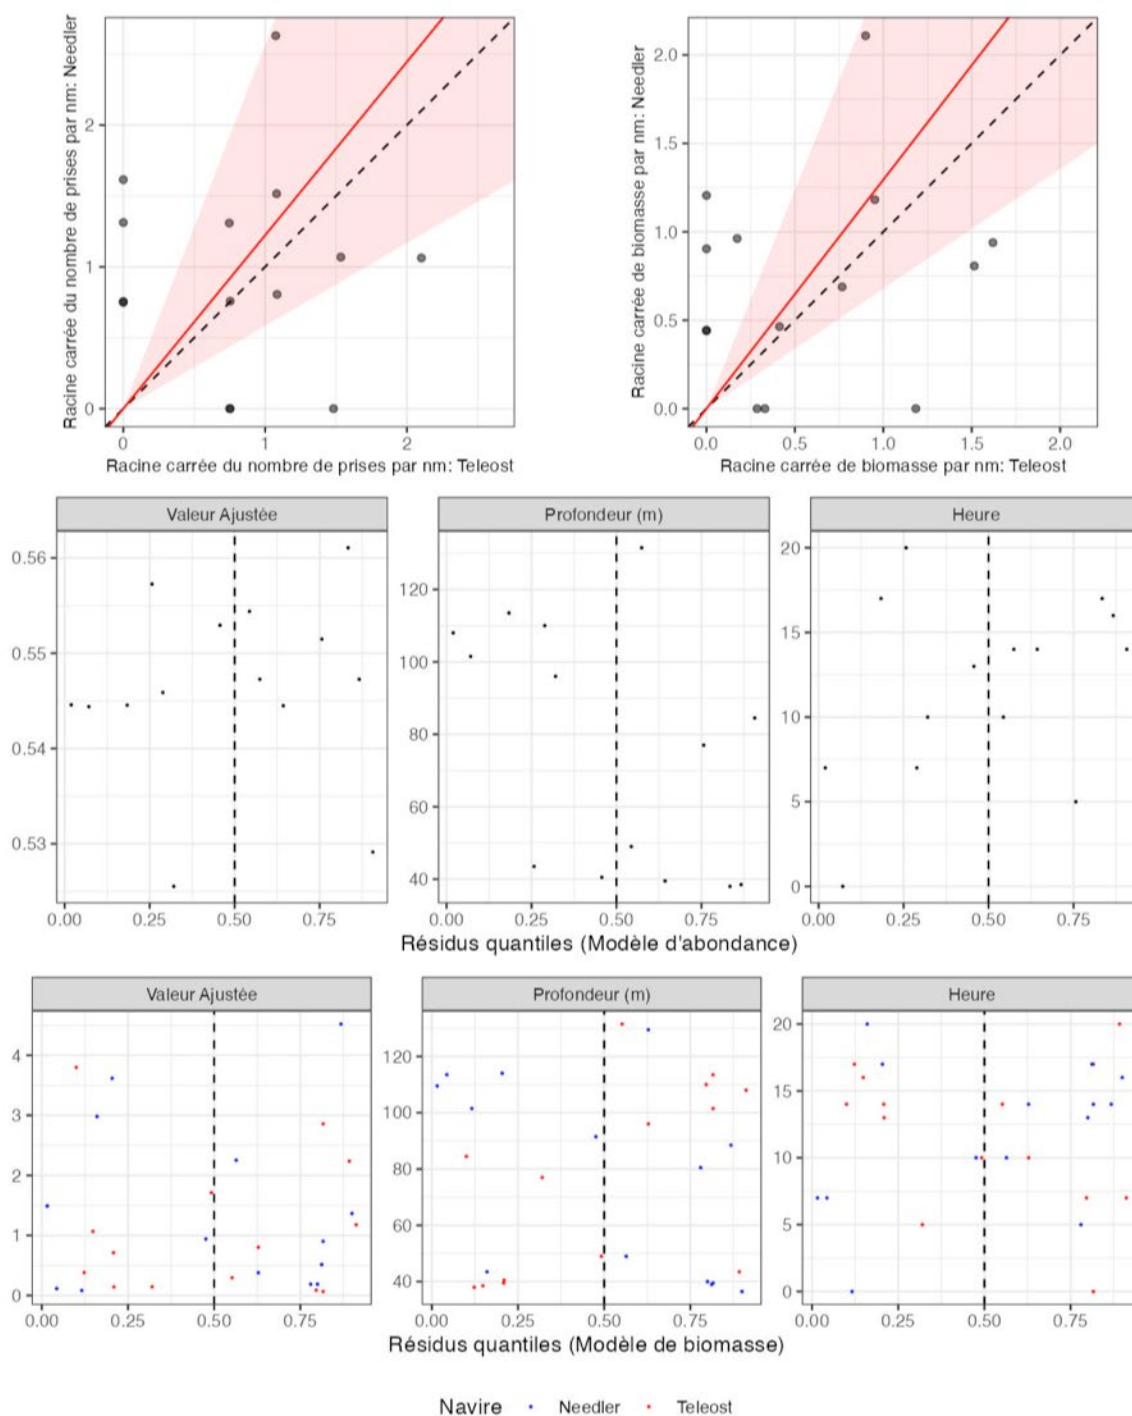 Racine carrée du nombre de prises par nm: Needler
2
1
0
0 1 2
Racine carrée du nombre de prises par nm: Teleost
Racine carrée de biomasse par nm: Needler
2.0
1.5
1.0
0.5
0.0
0.0 0.5 1.0 1.5 2.0
Racine carrée de biomasse par nm: Teleost
Valeur Ajustée
0.56
0.55
0.54
0.53
0.00 0.25 0.50 0.75
Profondeur (m)
120
100
80
60
40
0.00 0.25 0.50 0.75
Heure
20
15
10
5
0
0.00 0.25 0.50 0.75
Résidus quantiles (Modèle d'abondance)
Valeur Ajustée
4
3
2
1
0
0.00 0.25 0.50 0.75
Profondeur (m)
120
100
80
60
40
0.00 0.25 0.50 0.75
Heure
20
15
10
5
0
0.00 0.25 0.50 0.75
Résidus quantiles (Modèle de biomasse)
Navire Needler Teleost